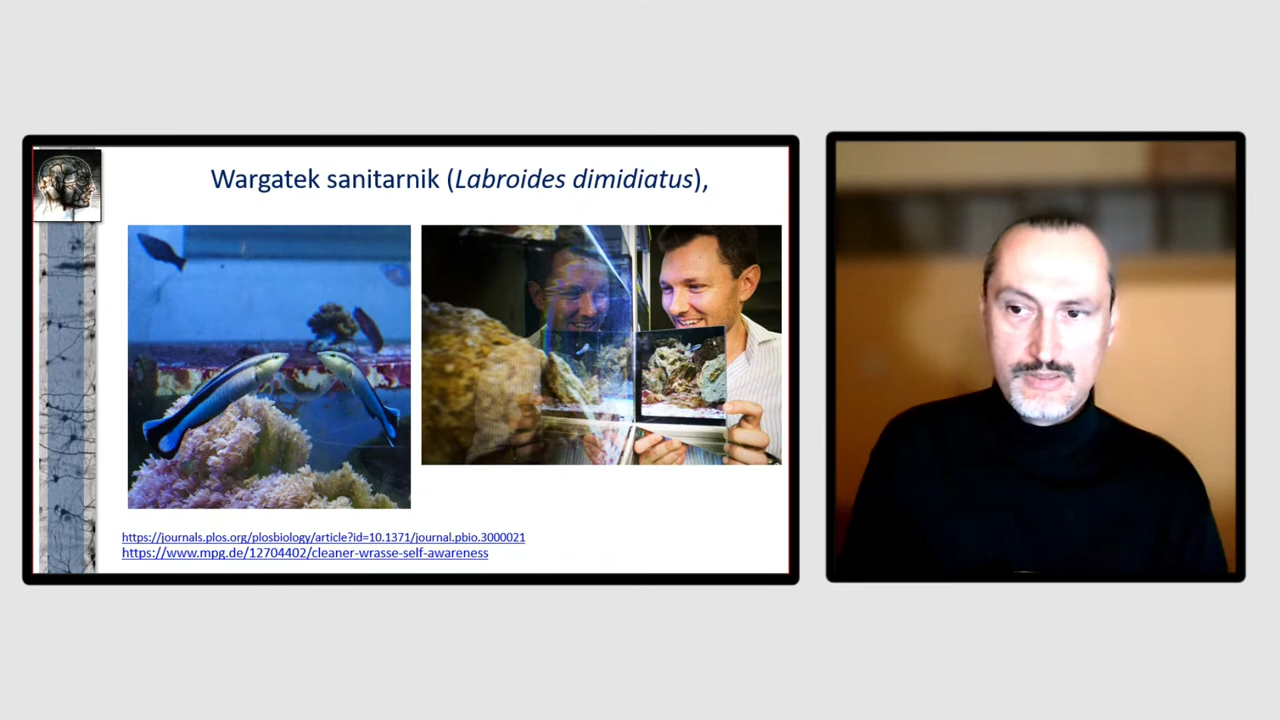 Wargatek sanitarnik (Labroides dimidiatus),
https://journals.plos.org/plosbiology/article?id=10.1371/journal.pbio.3000021
https://www.mpg.de/12704402/cleaner-wrasse-self-awareness